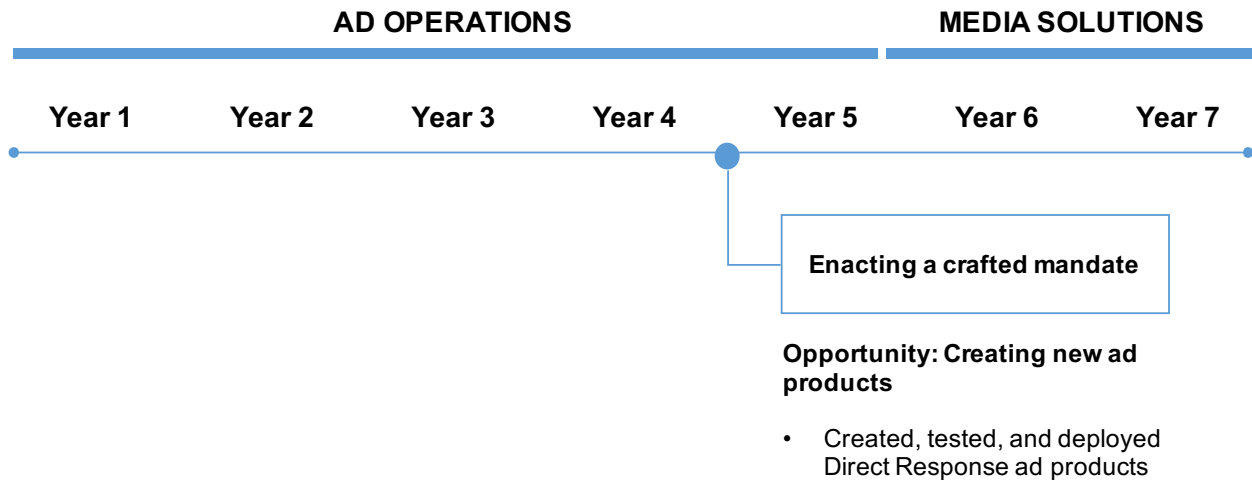 AD OPERATIONS MEDIA SOLUTIONS
Year 1 Year 2 Year 3 Year 4 Year 5 Year 6 Year 7
Enacting a crafted mandate
Opportunity: Creating new ad
products
• Created, tested, and deployed
Direct Response ad products